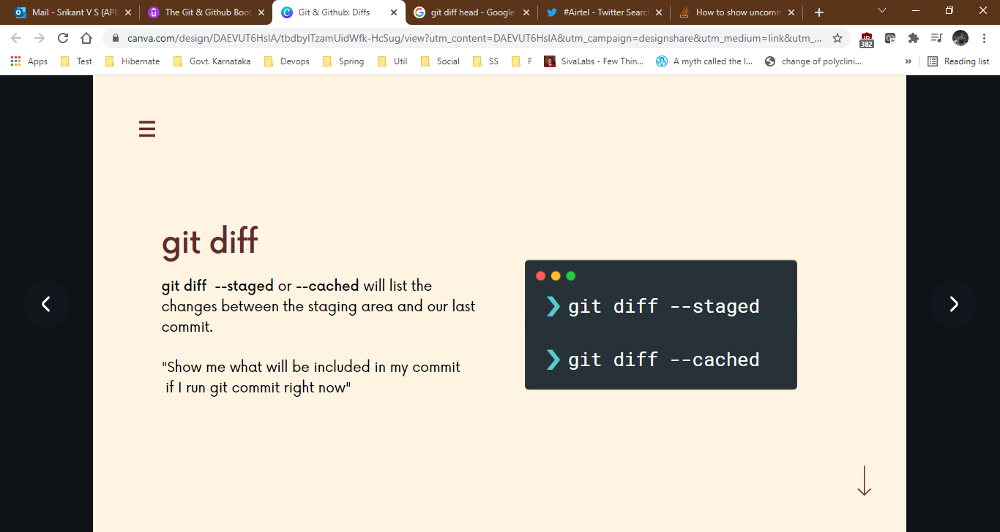 Mail - Srikant V S (AP
The Git & Github Boot
Git & Github: Diffs
git diff head - Google
#Airtel - Twitter Searc
How to show uncomm
canva.com/design/DAEVUT6HsIA/tbdbyITzamUidWfk-HcSug/view?utm_content=DAEVUT6HsIA&utm_campaign=designshare&utm_medium=link&utm_...
382
Apps
Test
Hibernate
Govt. Karnataka
Devops
Spring
Util
Social
SS
F
SivaLabs - Few Thin...
A myth called the I...
change of polyclini...
»
Reading list
git diff
git diff --staged or --cached will list the
changes between the staging area and our last
commit.
"Show me what will be included in my commit
if I run git commit right now"
❯ git diff --staged
❯ git diff --cached